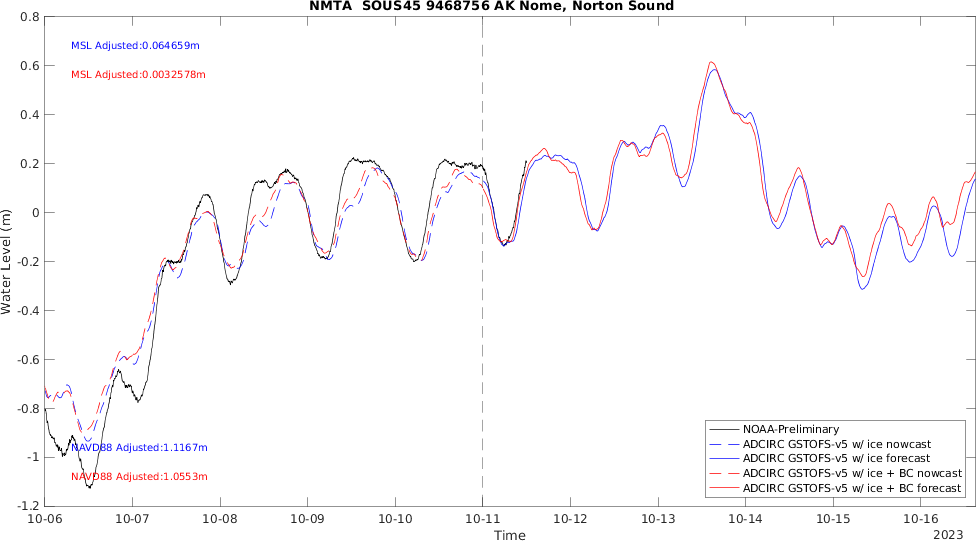 NMTA SOUS45 9468756 AK Nome, Norton Sound
0.8
0.6
0.4
0.2
0
-0.2
-0.4
-0.6
-0.8
-1
-1.2
Water Level (m)
MSL Adjusted:0.064659m
MSL Adjusted:0.0032578m
NAVD88 Adjusted:1.1167m
NAVD88 Adjusted:1.0553m
NOAA-Preliminary
ADCIRC GSTOFS-v5 w/ ice nowcast
ADCIRC GSTOFS-v5 w/ ice forecast
ADCIRC GSTOFS-v5 w/ ice + BC nowcast
ADCIRC GSTOFS-v5 w/ ice + BC forecast
10-06 10-07 10-08 10-09 10-10 10-11 10-12 10-13 10-14 10-15 10-16
Time
2023